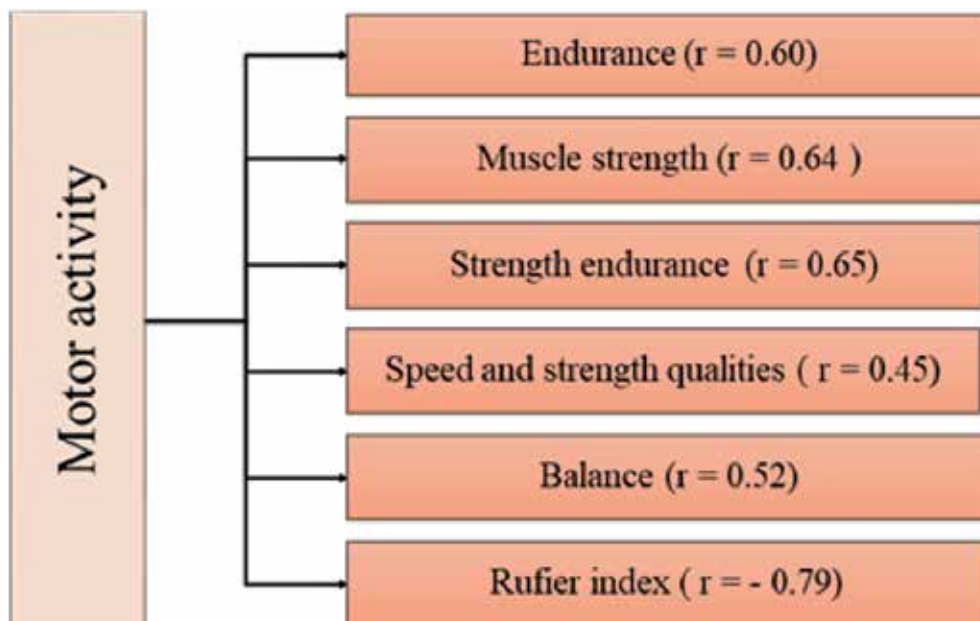 Motor activity
Endurance (r = 0.60)
Muscle strength (r = 0.64 )
Strength endurance (r = 0.65)
Speed and strength qualities ( r = 0.45)
Balance (r = 0.52)
Rufier index ( r = - 0.79)